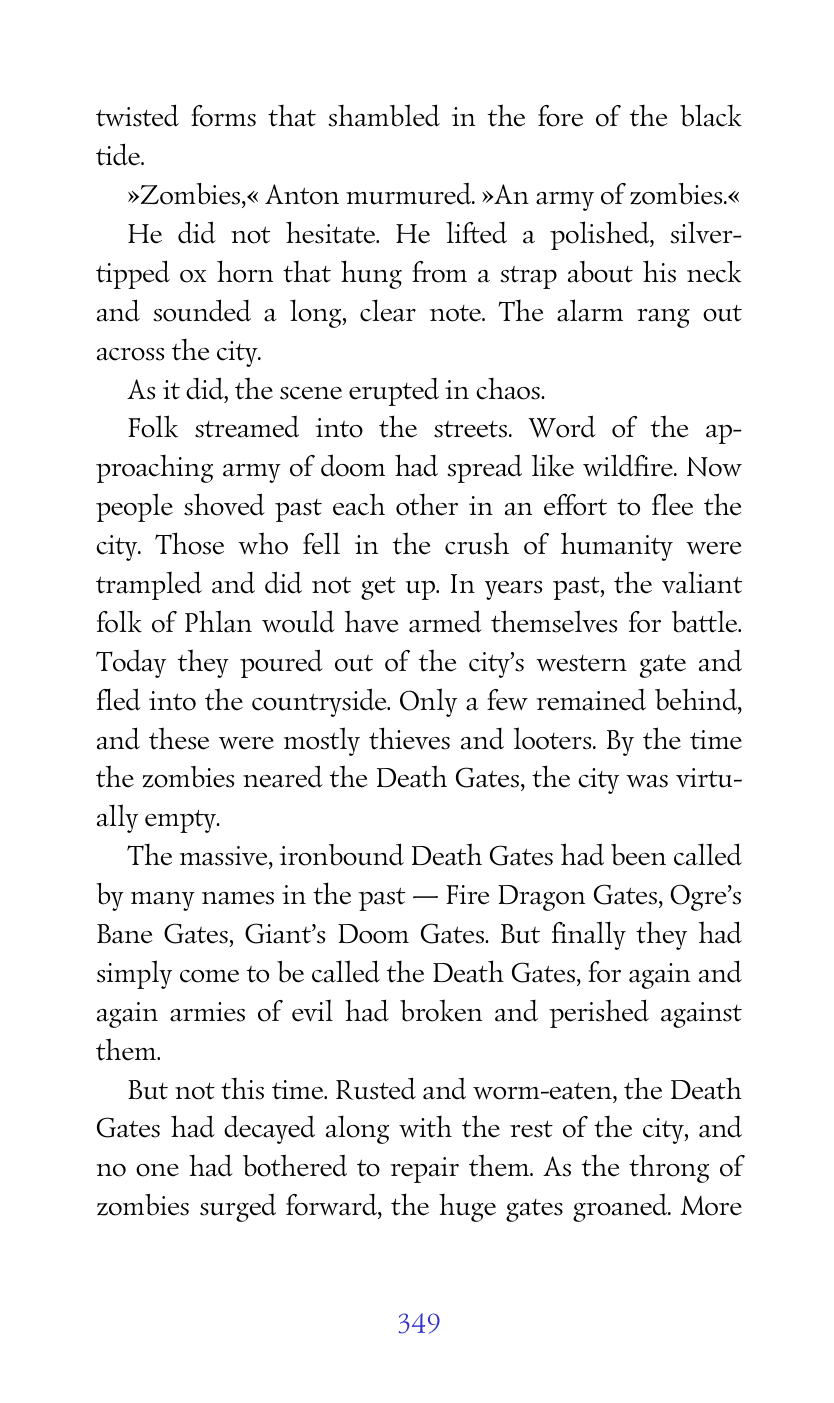 twisted forms that shambled in the fore of the black
tide.
»Zombies,« Anton murmured. »An army of zombies.«
He did not hesitate. He lifted a polished, silver-
tipped ox horn that hung from a strap about his neck
and sounded a long, clear note. The alarm rang out
across the city.
As it did, the scene erupted in chaos.
Folk streamed into the streets. Word of the ap-
proaching army of doom had spread like wildfire. Now
people shoved past each other in an effort to flee the
city. Those who fell in the crush of humanity were
trampled and did not get up. In years past, the valiant
folk of Phlan would have armed themselves for battle.
Today they poured out of the city’s western gate and
fled into the countryside. Only a few remained behind,
and these were mostly thieves and looters. By the time
the zombies neared the Death Gates, the city was virtu-
ally empty.
The massive, ironbound Death Gates had been called
by many names in the past — Fire Dragon Gates, Ogre’s
Bane Gates, Giant’s Doom Gates. But finally they had
simply come to be called the Death Gates, for again and
again armies of evil had broken and perished against
them.
But not this time. Rusted and worm-eaten, the Death
Gates had decayed along with the rest of the city, and
no one had bothered to repair them. As the throng of
zombies surged forward, the huge gates groaned. More
349